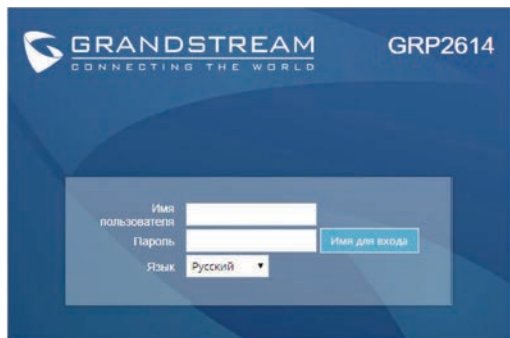 GRANDSTREAM GRP2614
CONNECTING THE WORLD
Имя
пользователя
Пароль Имя для входа
Язык Русский